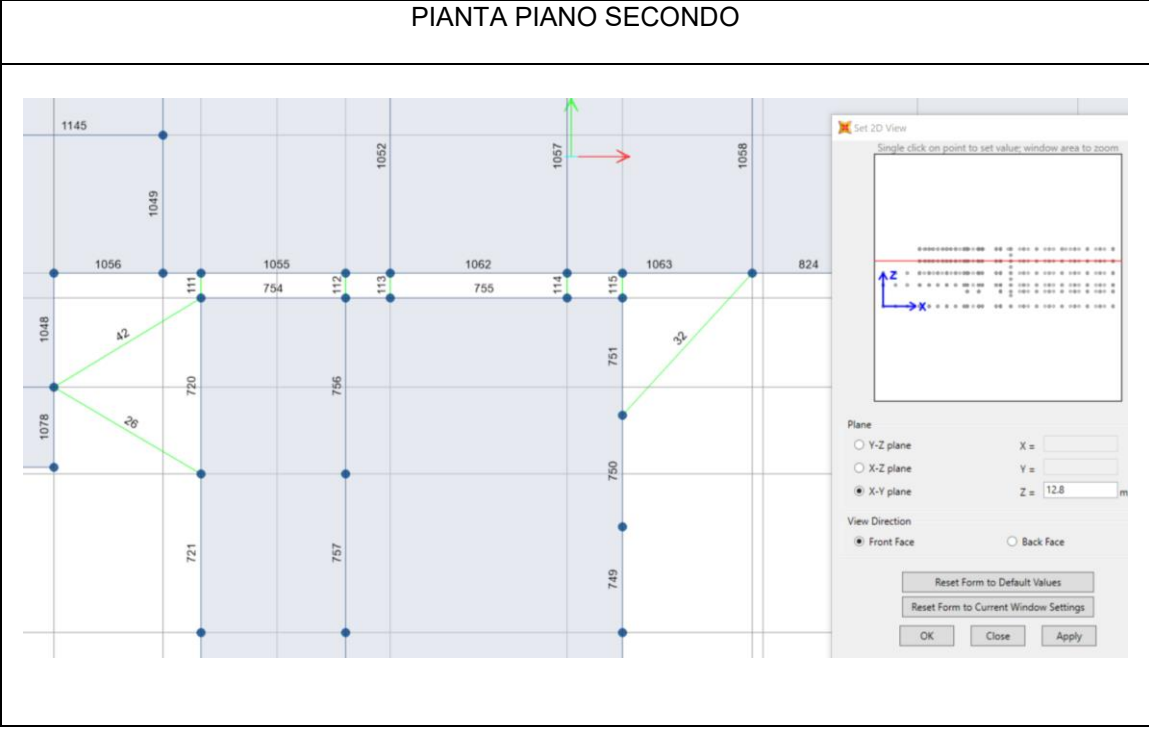 PIANTA PIANO SECONDO
1145
1049
1052
1057
1058
1056
1055
1062
1063
824
111
754
112
113
755
114
115
1048
42
720
756
751
32
26
1078
750
721
757
749
Set 2D View
Single click on point to set value; window area to zoom
Z
X
Plane
Y-Z plane
X =
X-Z plane
Y =
X-Y plane
Z = 12.8 m
View Direction
Front Face
Back Face
Reset Form to Default Values
Reset Form to Current Window Settings
OK
Close
Apply